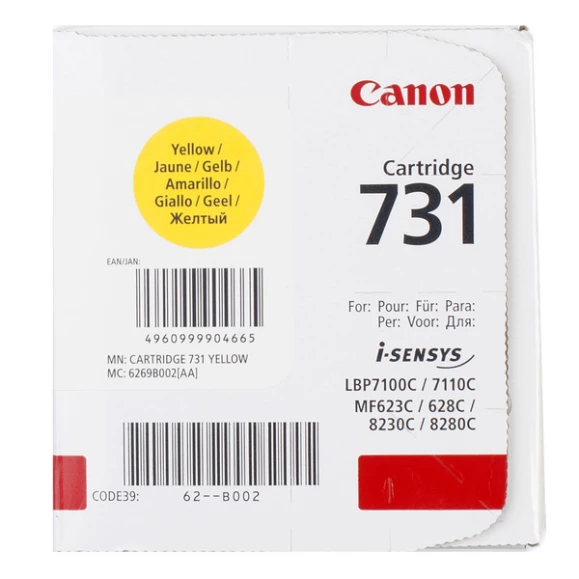 Canon
Yellow /
Jaune / Gelb /
Amarillo /
Giallo / Geel /
Желтый
Cartridge
731
EAN/JAN:
4960999904665
MN: CARTRIDGE 731 YELLOW
MC: 6269B002[AA]
For: Pour: Für: Para:
Per: Voor: Для:
i-SENSYS
LBP7100C / 7110C
MF623C / 628C /
8230C / 8280C
CODE39:
62--B002